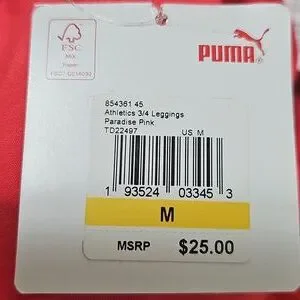 FSC
MIX
Paper
PUMA
854361 45
Athletics 3/4 Leggings
Paradise Pink
TD22497 US M
1 93524 03345 3
M
MSRP $25.00